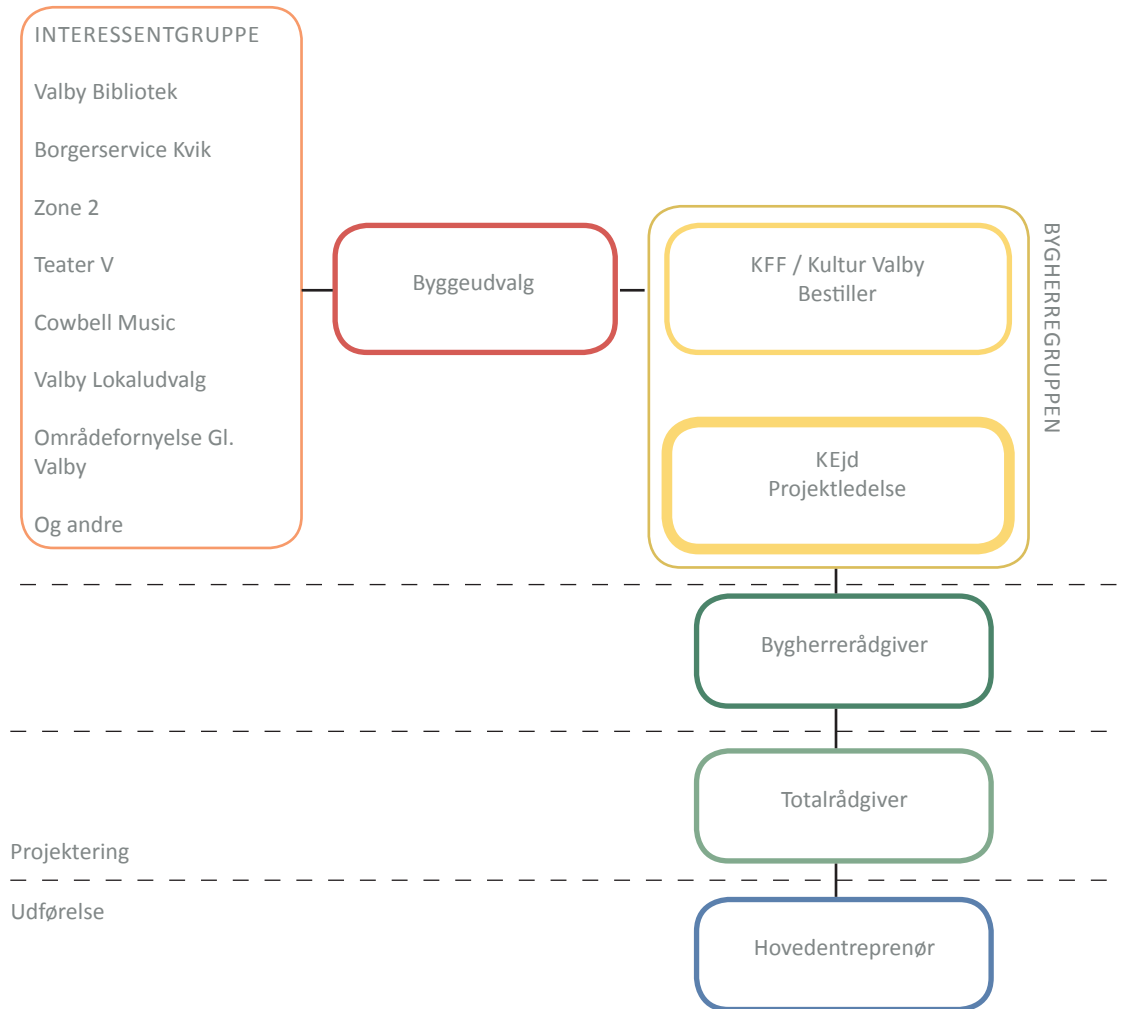 INTERESSENTGRUPPE
Valby Bibliotek
Borgerservice Kvik
Zone 2
Teater V
Cowbell Music
Valby Lokaludvalg
Områdefornyelse Gl.
Valby
Og andre
Byggeudvalg
KFF / Kultur Valby
Bestiller
KEjd
Projektledelse
BYGHERREGRUPPEN
Bygherrerådgiver
Totalrådgiver
Projektering
Udførelse
Hovedentreprenør